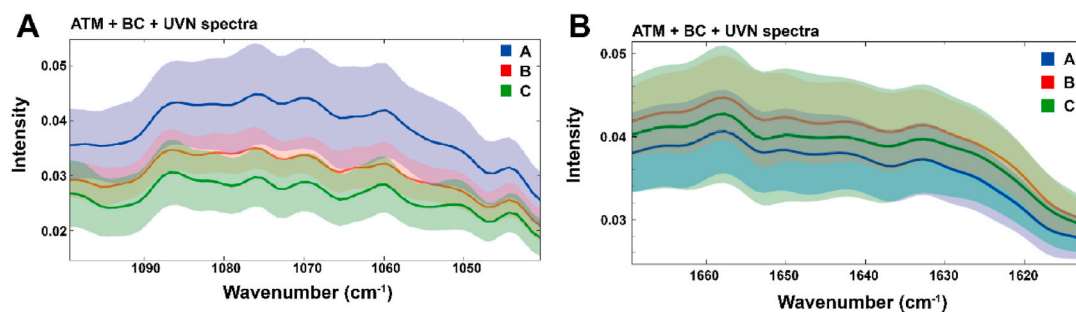 A
ATM + BC + UVN spectra
A
B
C
0.05
0.04
0.03
0.02
Intensity
1090
1080
1070
1060
1050
Wavenumber (cm⁻¹)
B
ATM + BC + UVN spectra
A
B
C
0.05
0.04
0.03
Intensity
1660
1650
1640
1630
1620
Wavenumber (cm⁻¹)